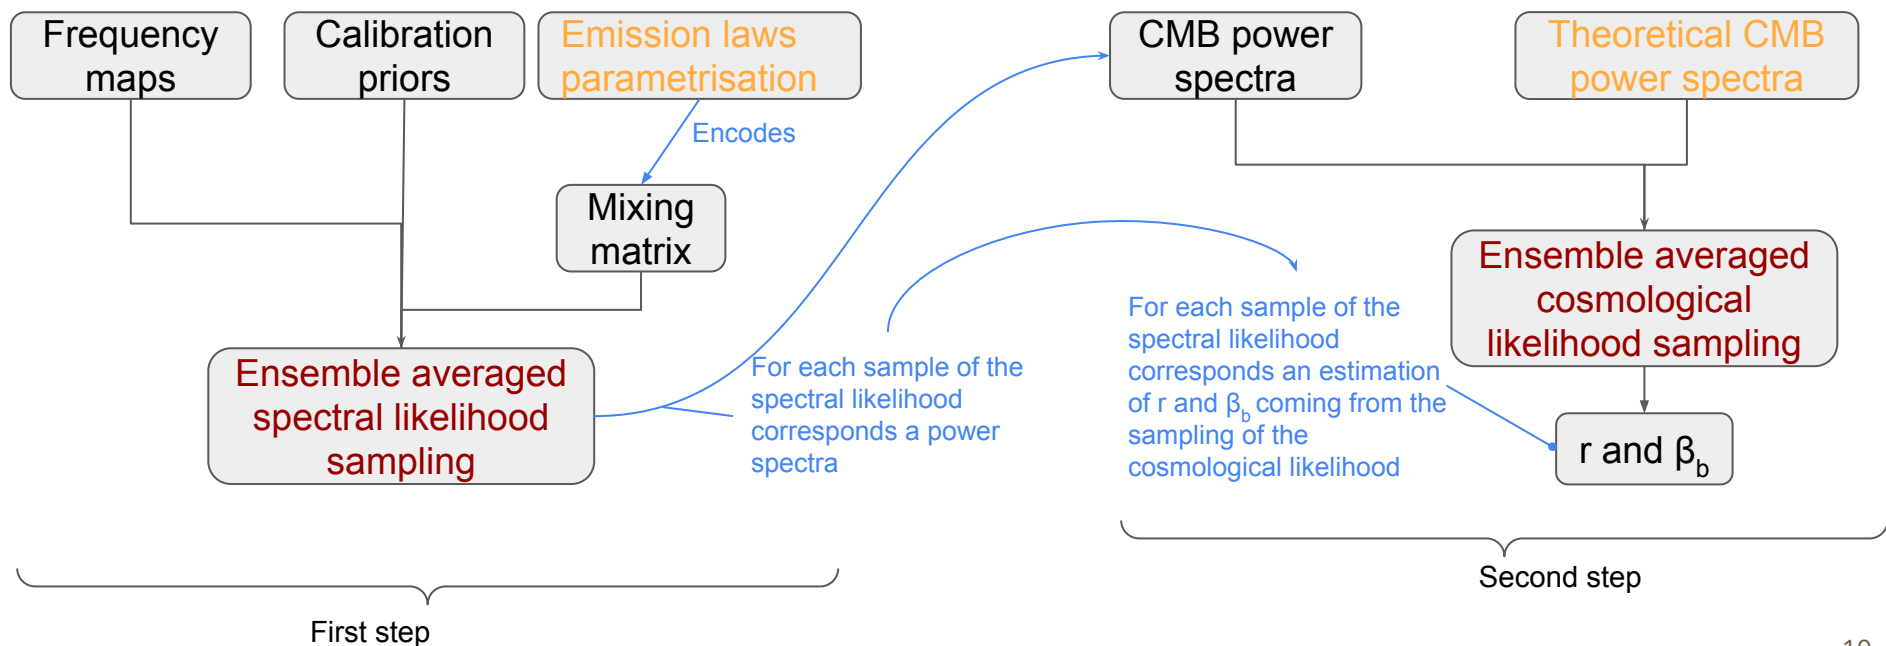 Frequency
maps
Calibration
priors
Emission laws
parametrisation
Encodes
Mixing
matrix
Ensemble averaged
spectral likelihood
sampling
For each sample of the
spectral likelihood
corresponds a power
spectra
First step
CMB power
spectra
Theoretical CMB
power spectra
Ensemble averaged
cosmological
likelihood sampling
For each sample of the
spectral likelihood
corresponds an estimation
of r and βb coming from the
sampling of the
cosmological likelihood
r and βb
Second step